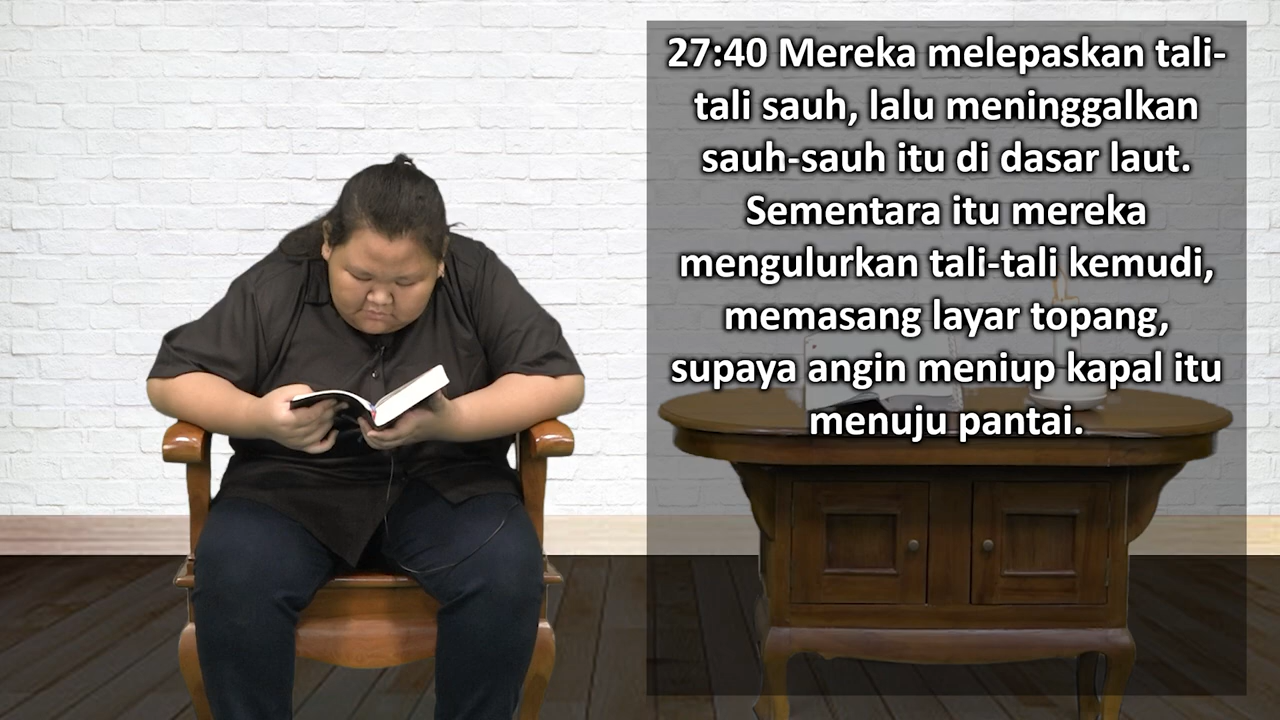 27:40 Mereka melepaskan tali-
tali sauh, lalu meninggalkan
sauh-sauh itu di dasar laut.
Sementara itu mereka
mengulurkan tali-tali kemudi,
memasang layar topang,
supaya angin meniup kapal itu
menuju pantai.